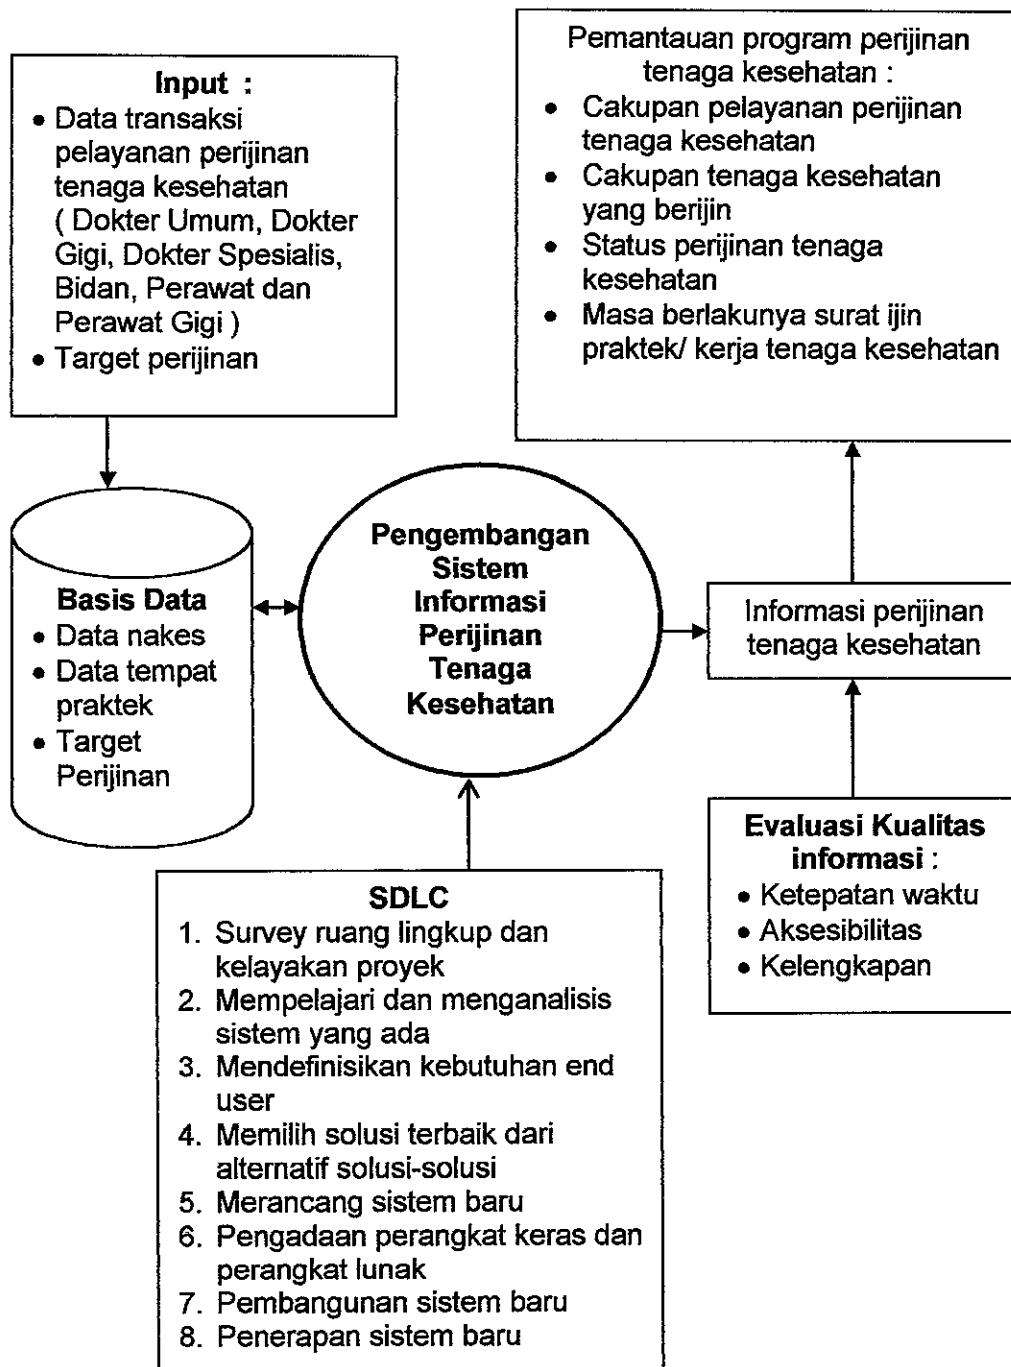 Input :
• Data transaksi
pelayanan perijinan
tenaga kesehatan
( Dokter Umum, Dokter
Gigi, Dokter Spesialis,
Bidan, Perawat dan
Perawat Gigi )
• Target perijinan
Pemantauan program perijinan
tenaga kesehatan :
• Cakupan pelayanan perijinan
tenaga kesehatan
• Cakupan tenaga kesehatan
yang berijin
• Status perijinan tenaga
kesehatan
• Masa berlakunya surat ijin
praktek/ kerja tenaga kesehatan
Basis Data
• Data nakes
• Data tempat
praktek
• Target
Perijinan
Pengembangan
Sistem
Informasi
Perijinan
Tenaga
Kesehatan
Informasi perijinan
tenaga kesehatan
Evaluasi Kualitas
informasi :
• Ketepatan waktu
• Aksesibilitas
• Kelengkapan
SDLC
1. Survey ruang lingkup dan
kelayakan proyek
2. Mempelajari dan menganalisis
sistem yang ada
3. Mendefinisikan kebutuhan end
user
4. Memilih solusi terbaik dari
alternatif solusi-solusi
5. Merancang sistem baru
6. Pengadaan perangkat keras dan
perangkat lunak
7. Pembangunan sistem baru
8. Penerapan sistem baru